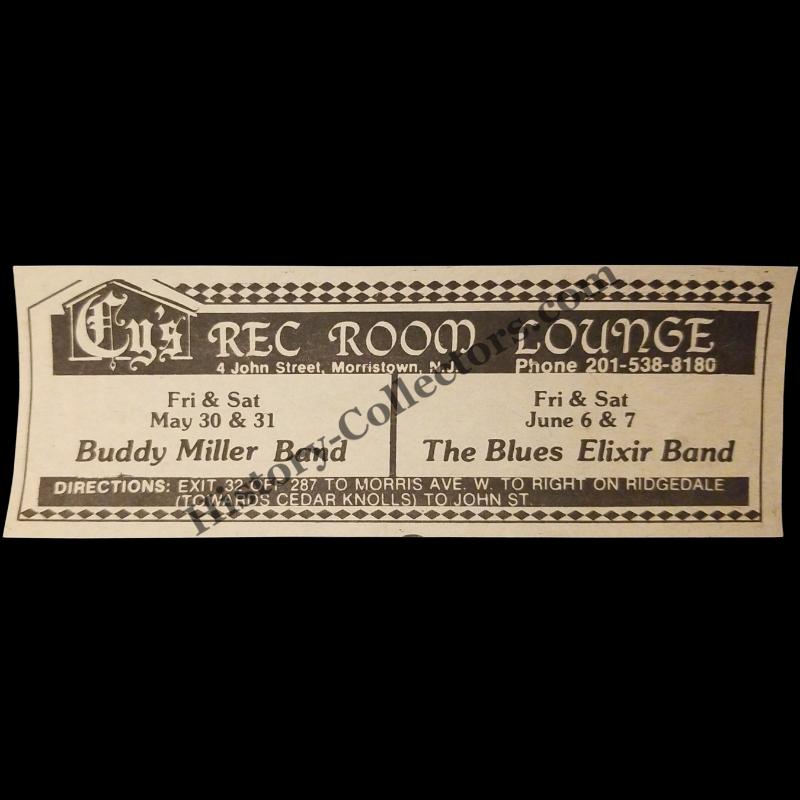 Cy's REC ROOM LOUNGE
4 John Street, Morristown, N.J. Phone 201-538-8180
Fri & Sat
May 30 & 31
Buddy Miller Band
Fri & Sat
June 6 & 7
The Blues Elixir Band
DIRECTIONS: EXIT 32 OFF 287 TO MORRIS AVE. W. TO RIGHT ON RIDGEDALE
(TOWARDS CEDAR KNOLLS) TO JOHN ST.
History-Collectors.com